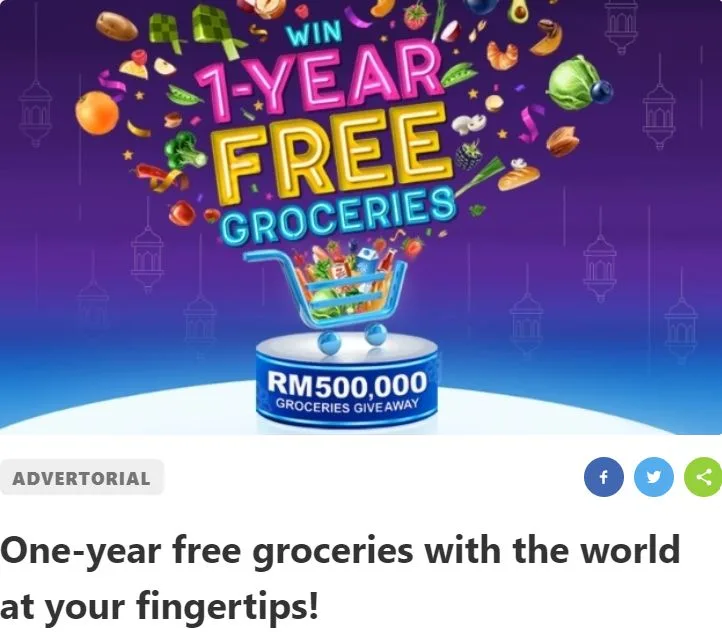 WIN
1-YEAR
FREE
GROCERIES
RM500,000
GROCERIES GIVEAWAY
ADVERTORIAL
One-year free groceries with the world
at your fingertips!